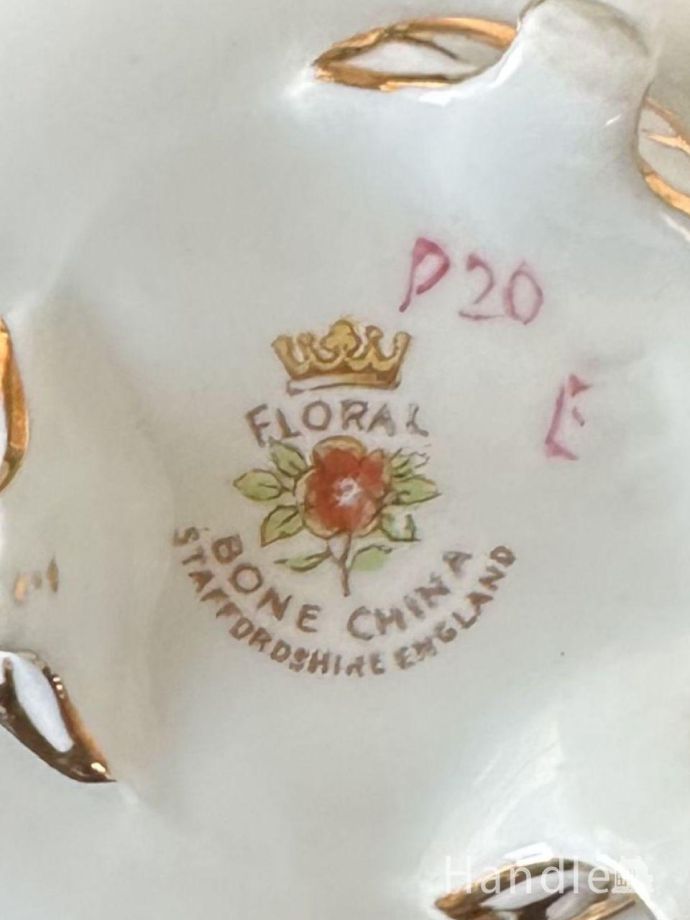 P20
E
FLORAL
BONE CHINA
STAFFORDSHIRE ENGLAND
Handle